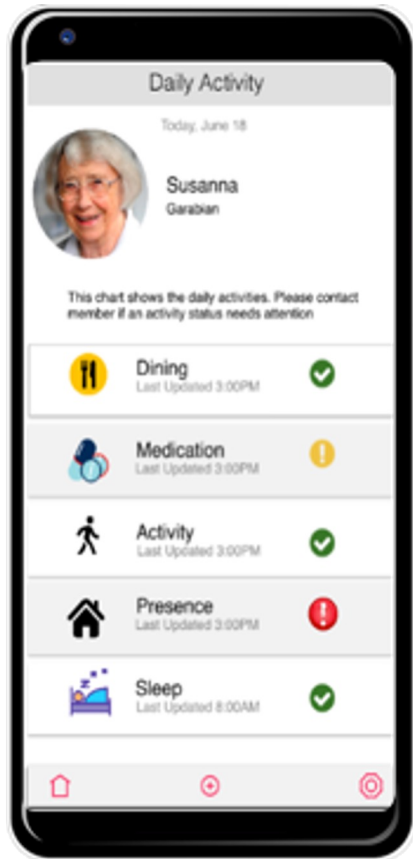 Daily Activity
Today, June 18
Susanna
Garabian
This chart shows the daily activities. Please contact
member if an activity status needs attention
Dining
Last Updated 3:00PM
Medication
Last Updated 3:00PM
Activity
Last Updated 3:00PM
Presence
Last Updated 3:00PM
Sleep
Last Updated 8:00AM